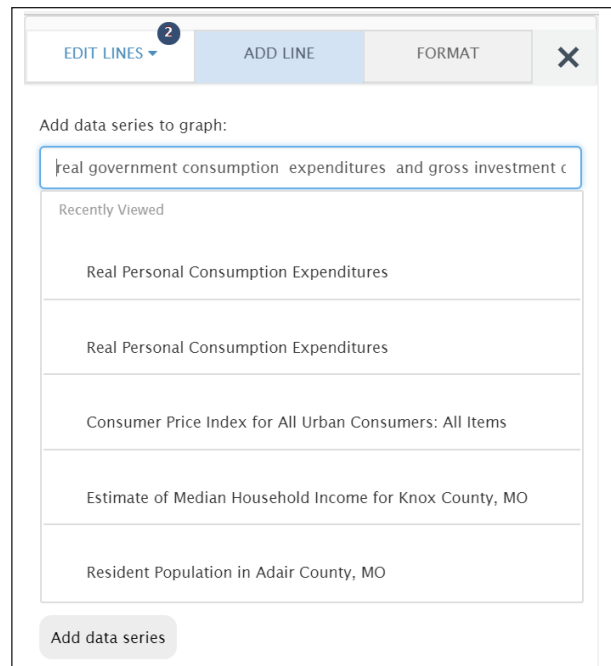 EDIT LINES 2 ADD LINE FORMAT
Add data series to graph:
real government consumption  expenditures  and gross investment
Recently Viewed
Real Personal Consumption Expenditures
Real Personal Consumption Expenditures
Consumer Price Index for All Urban Consumers: All Items
Estimate of Median Household Income for Knox County, MO
Resident Population in Adair County, MO
Add data series